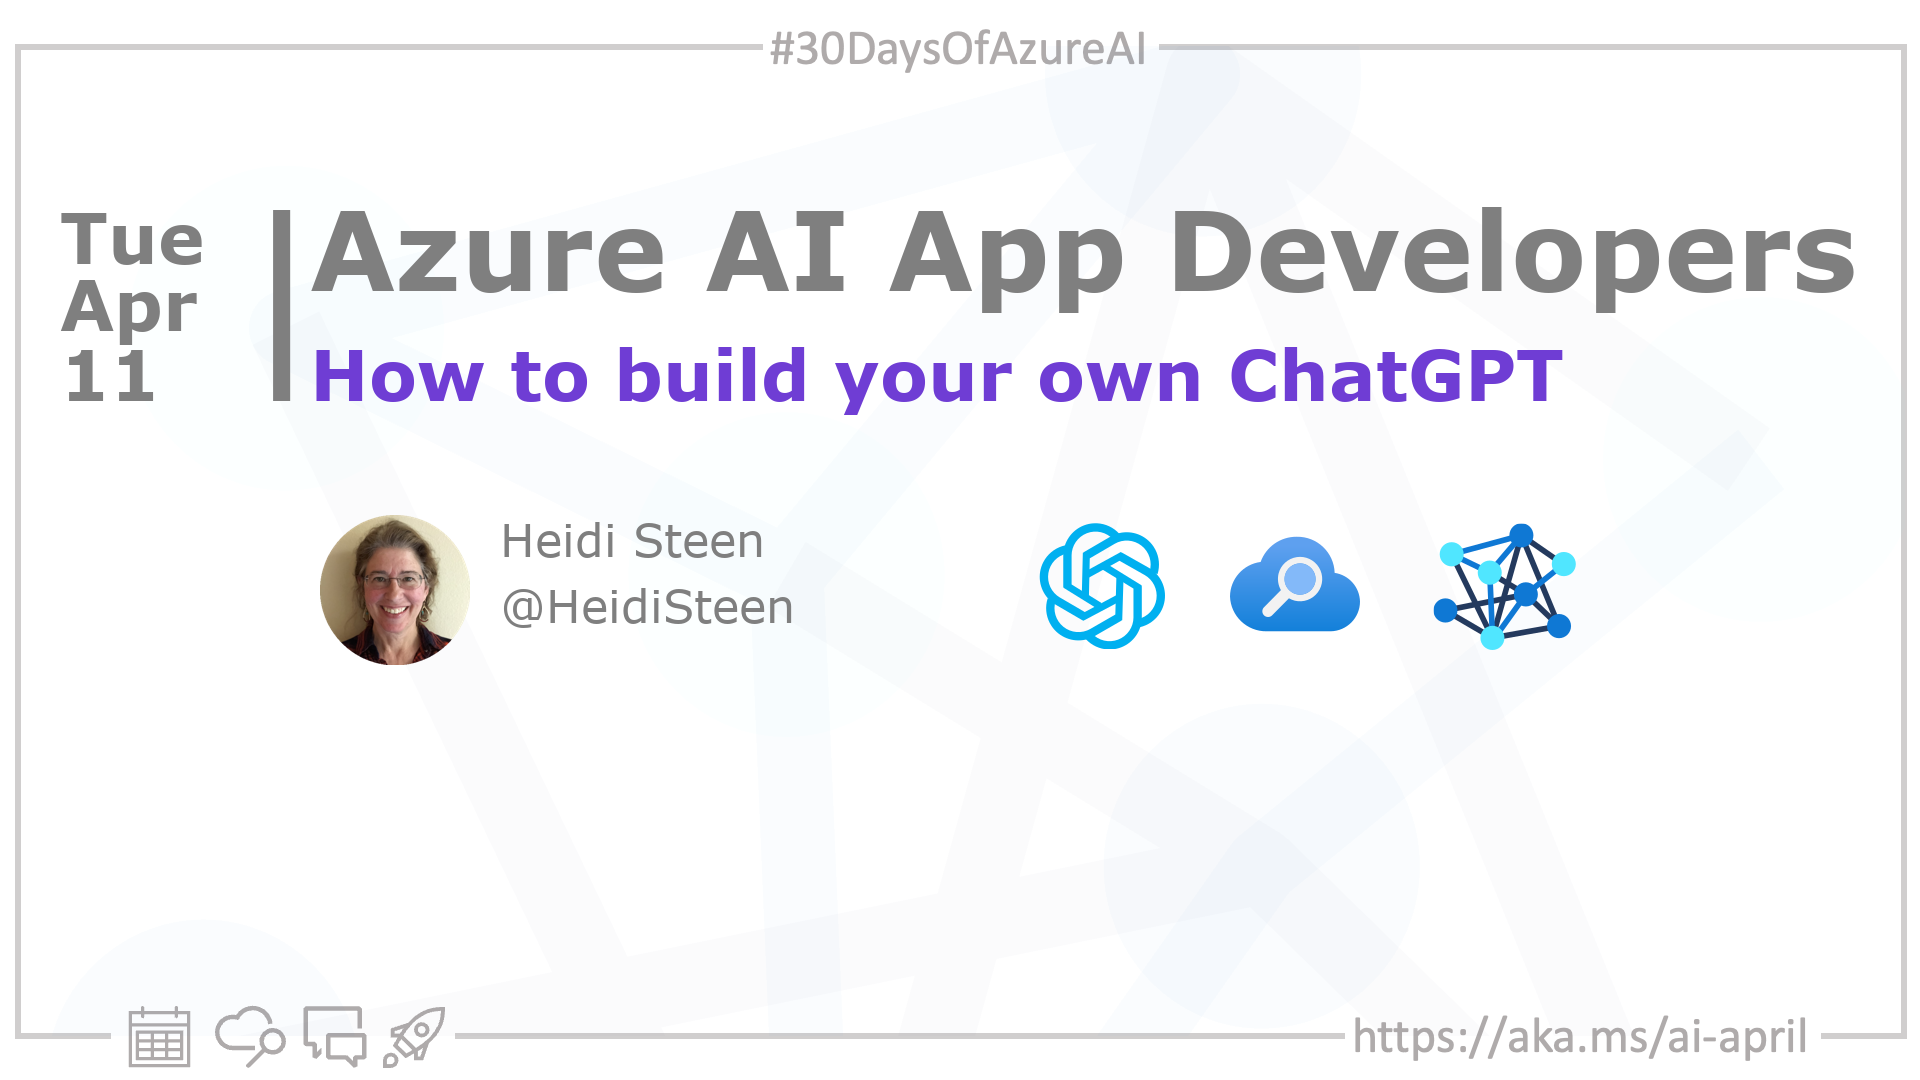 #30DaysOfAzureAI
Tue
Apr
11
Azure AI App Developers
How to build your own ChatGPT
Heidi Steen
@HeidiSteen
https://aka.ms/ai-april